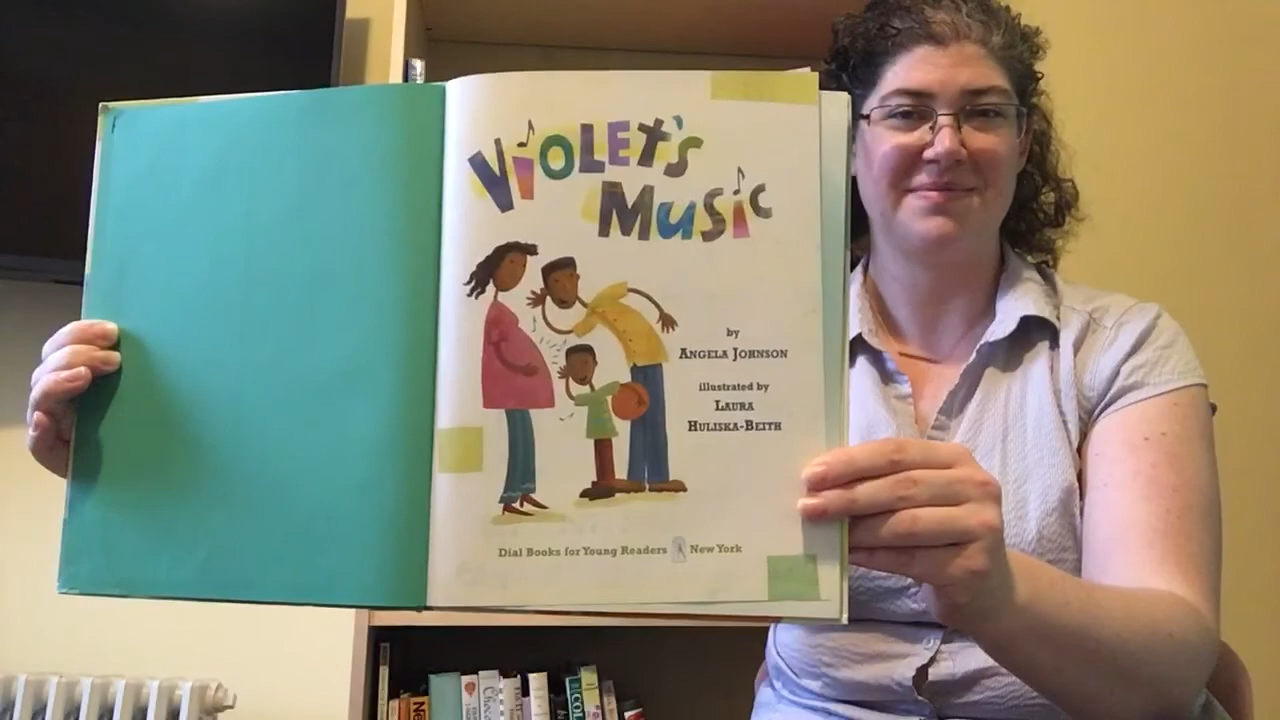 Violet's
Music
by
Angela Johnson
illustrated by
Laura
Huliska-Beith
Dial Books for Young Readers New York